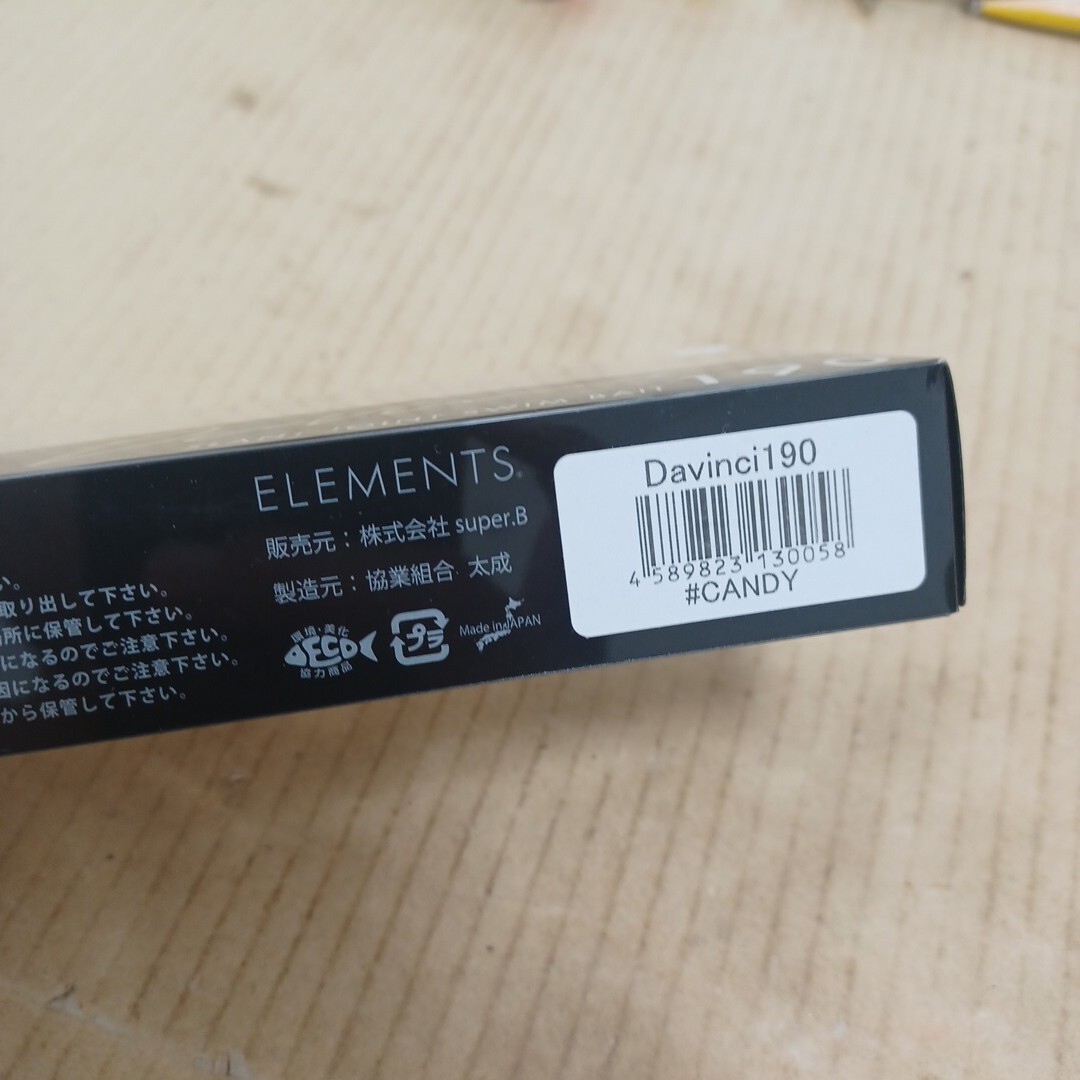 SWIM BAIT 190
ELEMENTS
販売元：株式会社 super.B
製造元：協業組合 太成
い。
取り出して下さい。
所に保管して下さい。
になるのでご注意下さい。
因になるのでご注意下さい。
から保管して下さい。
環境・美化
ECO
協力商品
プラ
Made in JAPAN
Davinci190
4 589823 130058
#CANDY